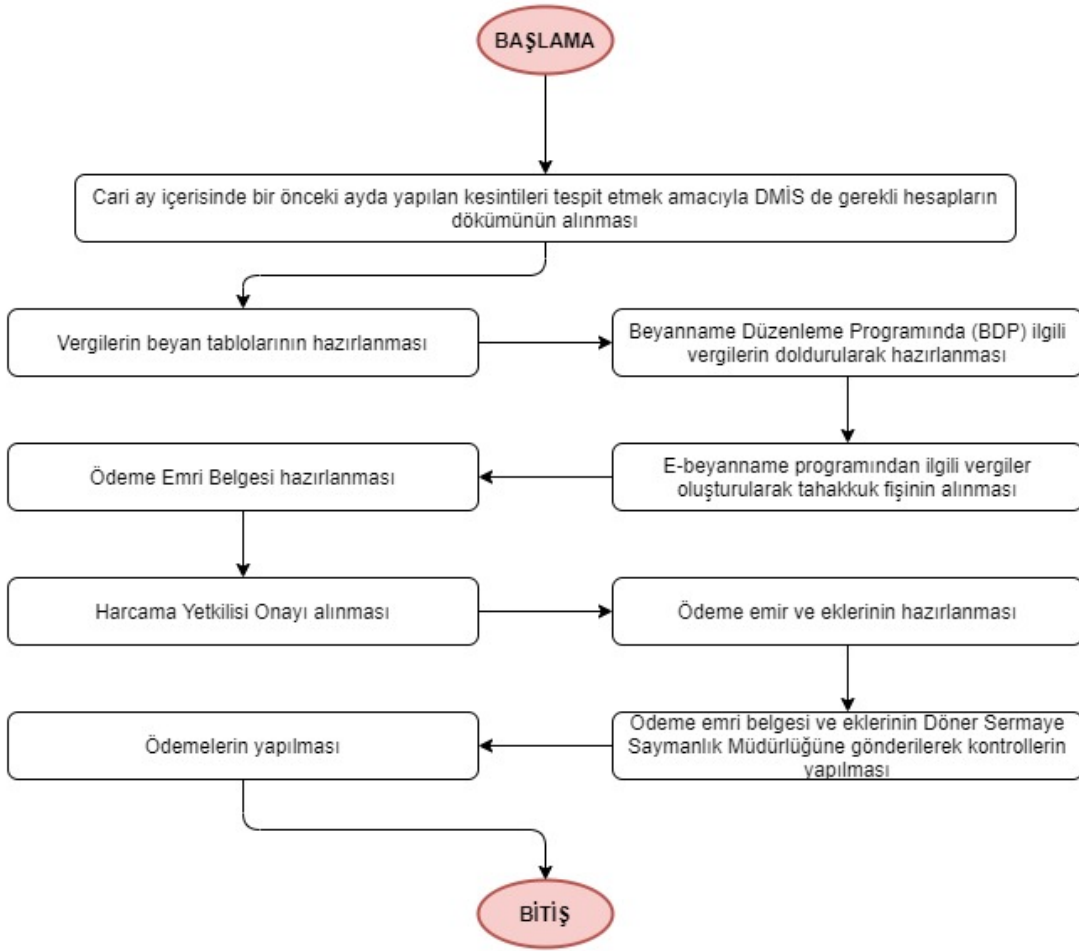 BAŞLAMA
Cari ay içerisinde bir önceki ayda yapılan kesintileri tespit etmek amacıyla DMİS de gerekli hesapların
dökümünün alınması
Vergilerin beyan tablolarının hazırlanması
Beyanname Düzenleme Programında (BDP) ilgili
vergilerin doldurularak hazırlanması
E-beyanname programından ilgili vergiler
oluşturularak tahakkuk fişinin alınması
Ödeme Emri Belgesi hazırlanması
Harcama Yetkilisi Onayı alınması
Ödeme emir ve eklerinin hazırlanması
Ödeme emri belgesi ve eklerinin Döner Sermaye
Saymanlık Müdürlüğüne gönderilerek kontrollerin
yapılması
Ödemelerin yapılması
BİTİŞ